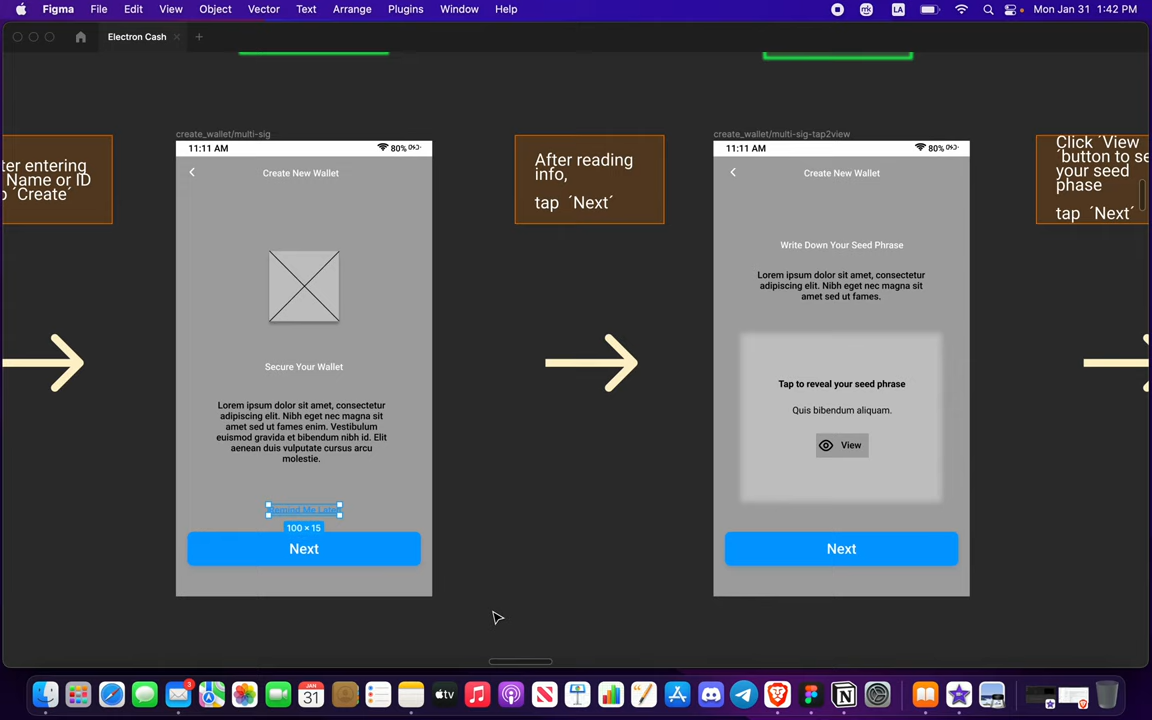 Figma File Edit View Object Vector Text Arrange Plugins Window Help LA Mon Jan 31 1:42 PM
Electron Cash
create_wallet/multi-sig
create_wallet/multi-sig-tap2view
ter entering
Name or ID
´Create´
11:11 AM 80%
Create New Wallet
Secure Your Wallet
Lorem ipsum dolor sit amet, consectetur
adipiscing elit. Nibh eget nec magna sit
amet sed ut fames enim. Vestibulum
euismod gravida et bibendum nibh id. Elit
aenean duis vulputate cursus arcu
molestie.
Remind Me Later
100 × 15
Next
After reading
info,
tap ´Next´
11:11 AM 80%
Create New Wallet
Write Down Your Seed Phrase
Lorem ipsum dolor sit amet, consectetur
adipiscing elit. Nibh eget nec magna sit
amet sed ut fames.
Tap to reveal your seed phrase
Quis bibendum aliquam.
View
Next
Click ´View
´button to se
your seed
phase
tap ´Next´
3
JAN
31
tv